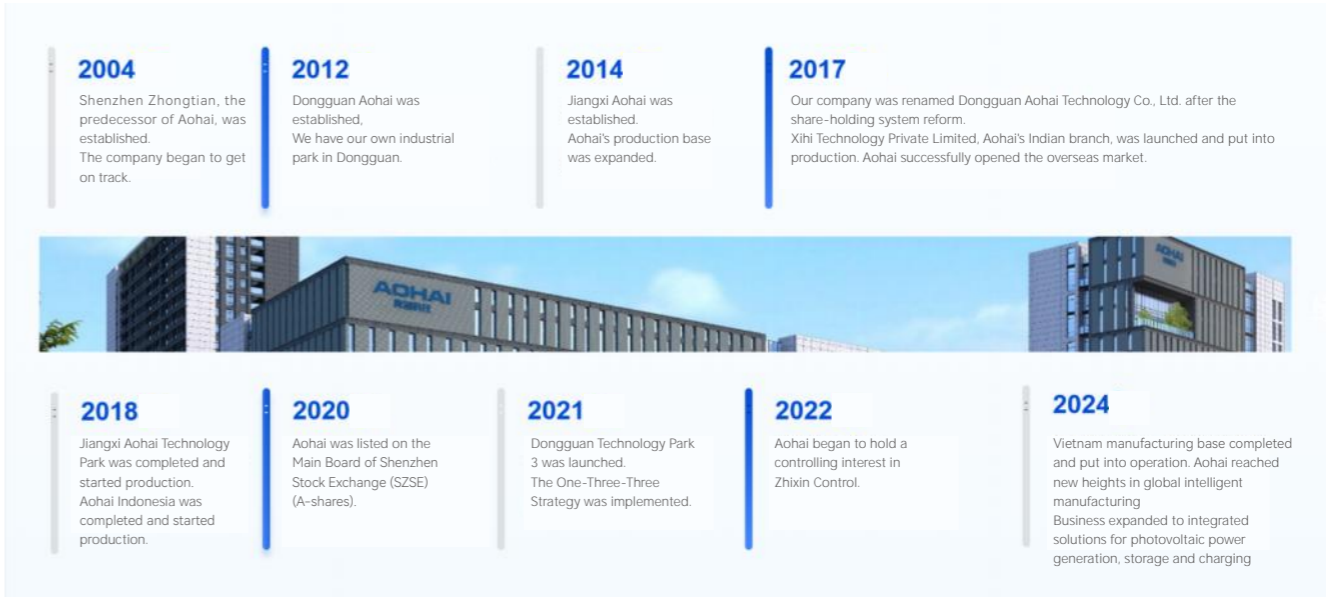 2004
Shenzhen Zhongtian, the
predecessor of Aohai, was
established.
The company began to get
on track.
2012
Dongguan Aohai was
established,
We have our own industrial
park in Dongguan.
2014
Jiangxi Aohai was
established.
Aohai's production base
was expanded.
2017
Our company was renamed Dongguan Aohai Technology Co., Ltd. after the
share-holding system reform.
Xihi Technology Private Limited, Aohai's Indian branch, was launched and put into
production. Aohai successfully opened the overseas market.
AOHAI
AOHAI
2018
Jiangxi Aohai Technology
Park was completed and
started production.
Aohai Indonesia was
completed and started
production.
2020
Aohai was listed on the
Main Board of Shenzhen
Stock Exchange (SZSE)
(A-shares).
2021
Dongguan Technology Park
3 was launched.
The One-Three-Three
Strategy was implemented.
2022
Aohai began to hold a
controlling interest in
Zhixin Control.
2024
Vietnam manufacturing base completed
and put into operation. Aohai reached
new heights in global intelligent
manufacturing
Business expanded to integrated
solutions for photovoltaic power
generation, storage and charging